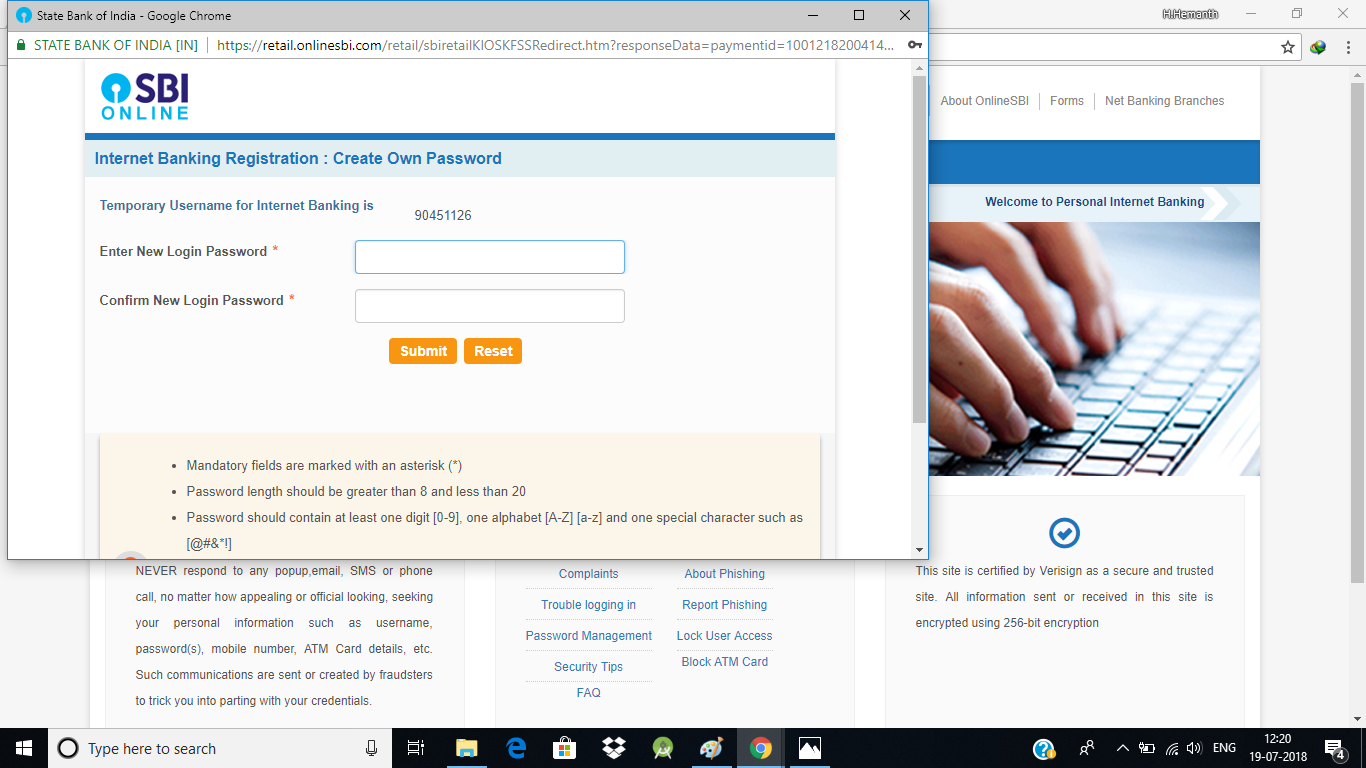 State Bank of India - Google Chrome
H.Hemanth
STATE BANK OF INDIA [IN] https://retail.onlinesbi.com/retail/sbiretailKIOSKFSSRedirect.htm?responseData=paymentid=1001218200414...
SBI
ONLINE
About OnlineSBI Forms Net Banking Branches
Internet Banking Registration : Create Own Password
Welcome to Personal Internet Banking
Temporary Username for Internet Banking is 90451126
Enter New Login Password *
Confirm New Login Password *
Submit Reset
• Mandatory fields are marked with an asterisk (*)
• Password length should be greater than 8 and less than 20
• Password should contain at least one digit [0-9], one alphabet [A-Z] [a-z] and one special character such as
[@#&*!]
NEVER respond to any popup,email, SMS or phone
call, no matter how appealing or official looking, seeking
your personal information such as username,
password(s), mobile number, ATM Card details, etc.
Such communications are sent or created by fraudsters
to trick you into parting with your credentials.
Complaints
Trouble logging in
Password Management
Security Tips
FAQ
About Phishing
Report Phishing
Lock User Access
Block ATM Card
This site is certified by Verisign as a secure and trusted
site. All information sent or received in this site is
encrypted using 256-bit encryption
Type here to search
ENG
12:20
19-07-2018
4